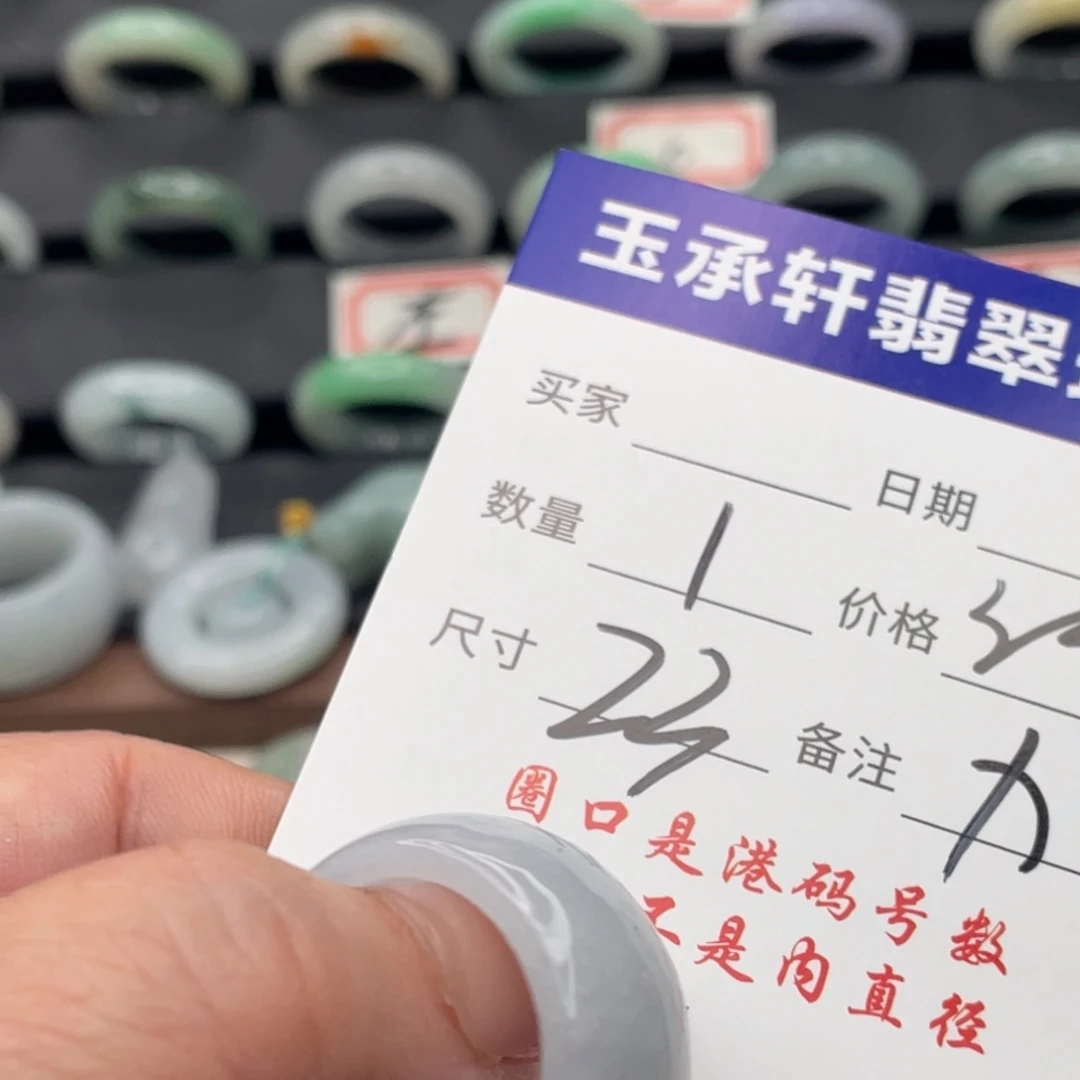 玉承轩翡翠
买家
日期
数量 1
价格
尺寸 24
备注
圈口是港码号数
不是内直径